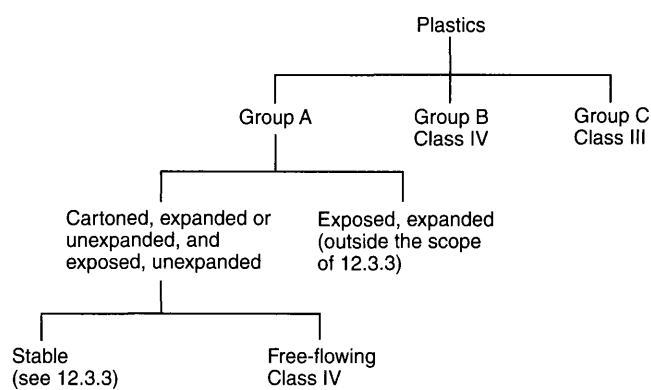 Plastics
Group A
Group B
Class IV
Group C
Class III
Cartoned, expanded or
unexpanded, and
exposed, unexpanded
Exposed, expanded
(outside the scope
of 12.3.3)
Stable
(see 12.3.3)
Free-flowing
Class IV